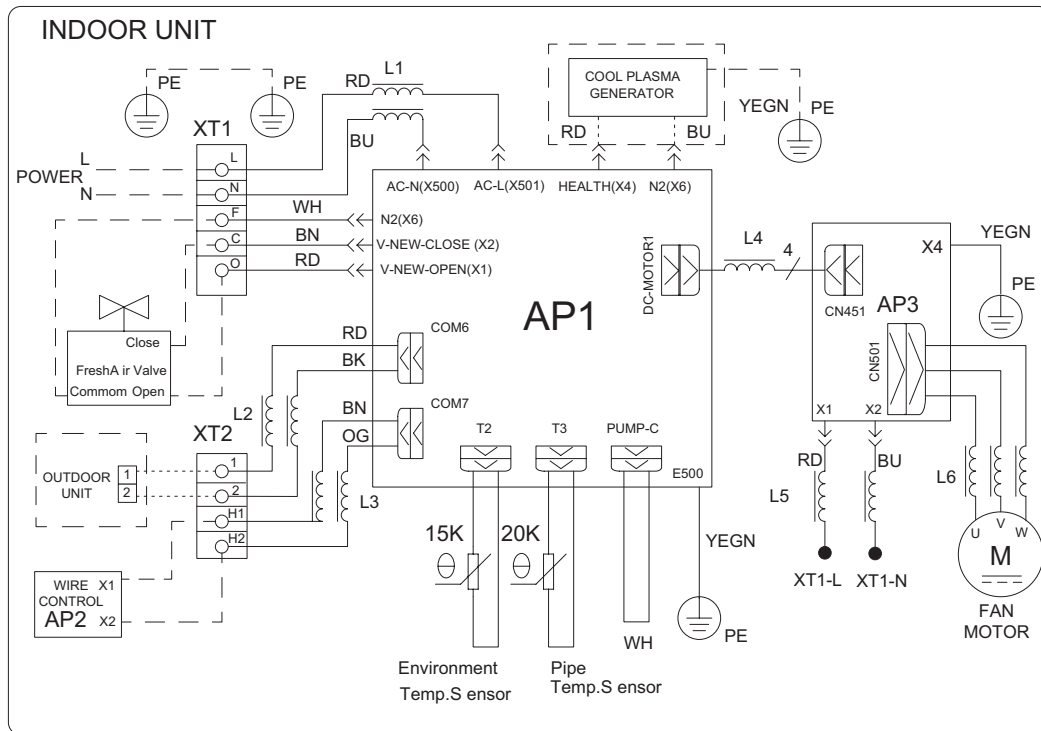 INDOOR UNIT
PE
PE
RD
L1
BU
COOL PLASMA
GENERATOR
YEGN
PE
RD
BU
XT1
L
POWER
N
L
N
F
C
O
WH
BN
RD
AC-N(X500)
AC-L(X501)
HEALTH(X4)
N2(X6)
N2(X6)
V-NEW-CLOSE (X2)
V-NEW-OPEN(X1)
DC-MOTOR1
L4
4
X4
YEGN
PE
CN451
AP3
CN501
AP1
Close
FreshA ir Valve
Commom Open
RD
BK
COM6
BN
OG
COM7
L2
XT2
L3
1
2
H1
H2
OUTDOOR
UNIT
1
2
WIRE X1
CONTROL
AP2 X2
T2
T3
PUMP-C
E500
15K
20K
YEGN
PE
WH
Environment
Temp.S ensor
Pipe
Temp.S ensor
X1
X2
RD
BU
L5
L6
XT1-L
XT1-N
U
V
W
M
FAN
MOTOR